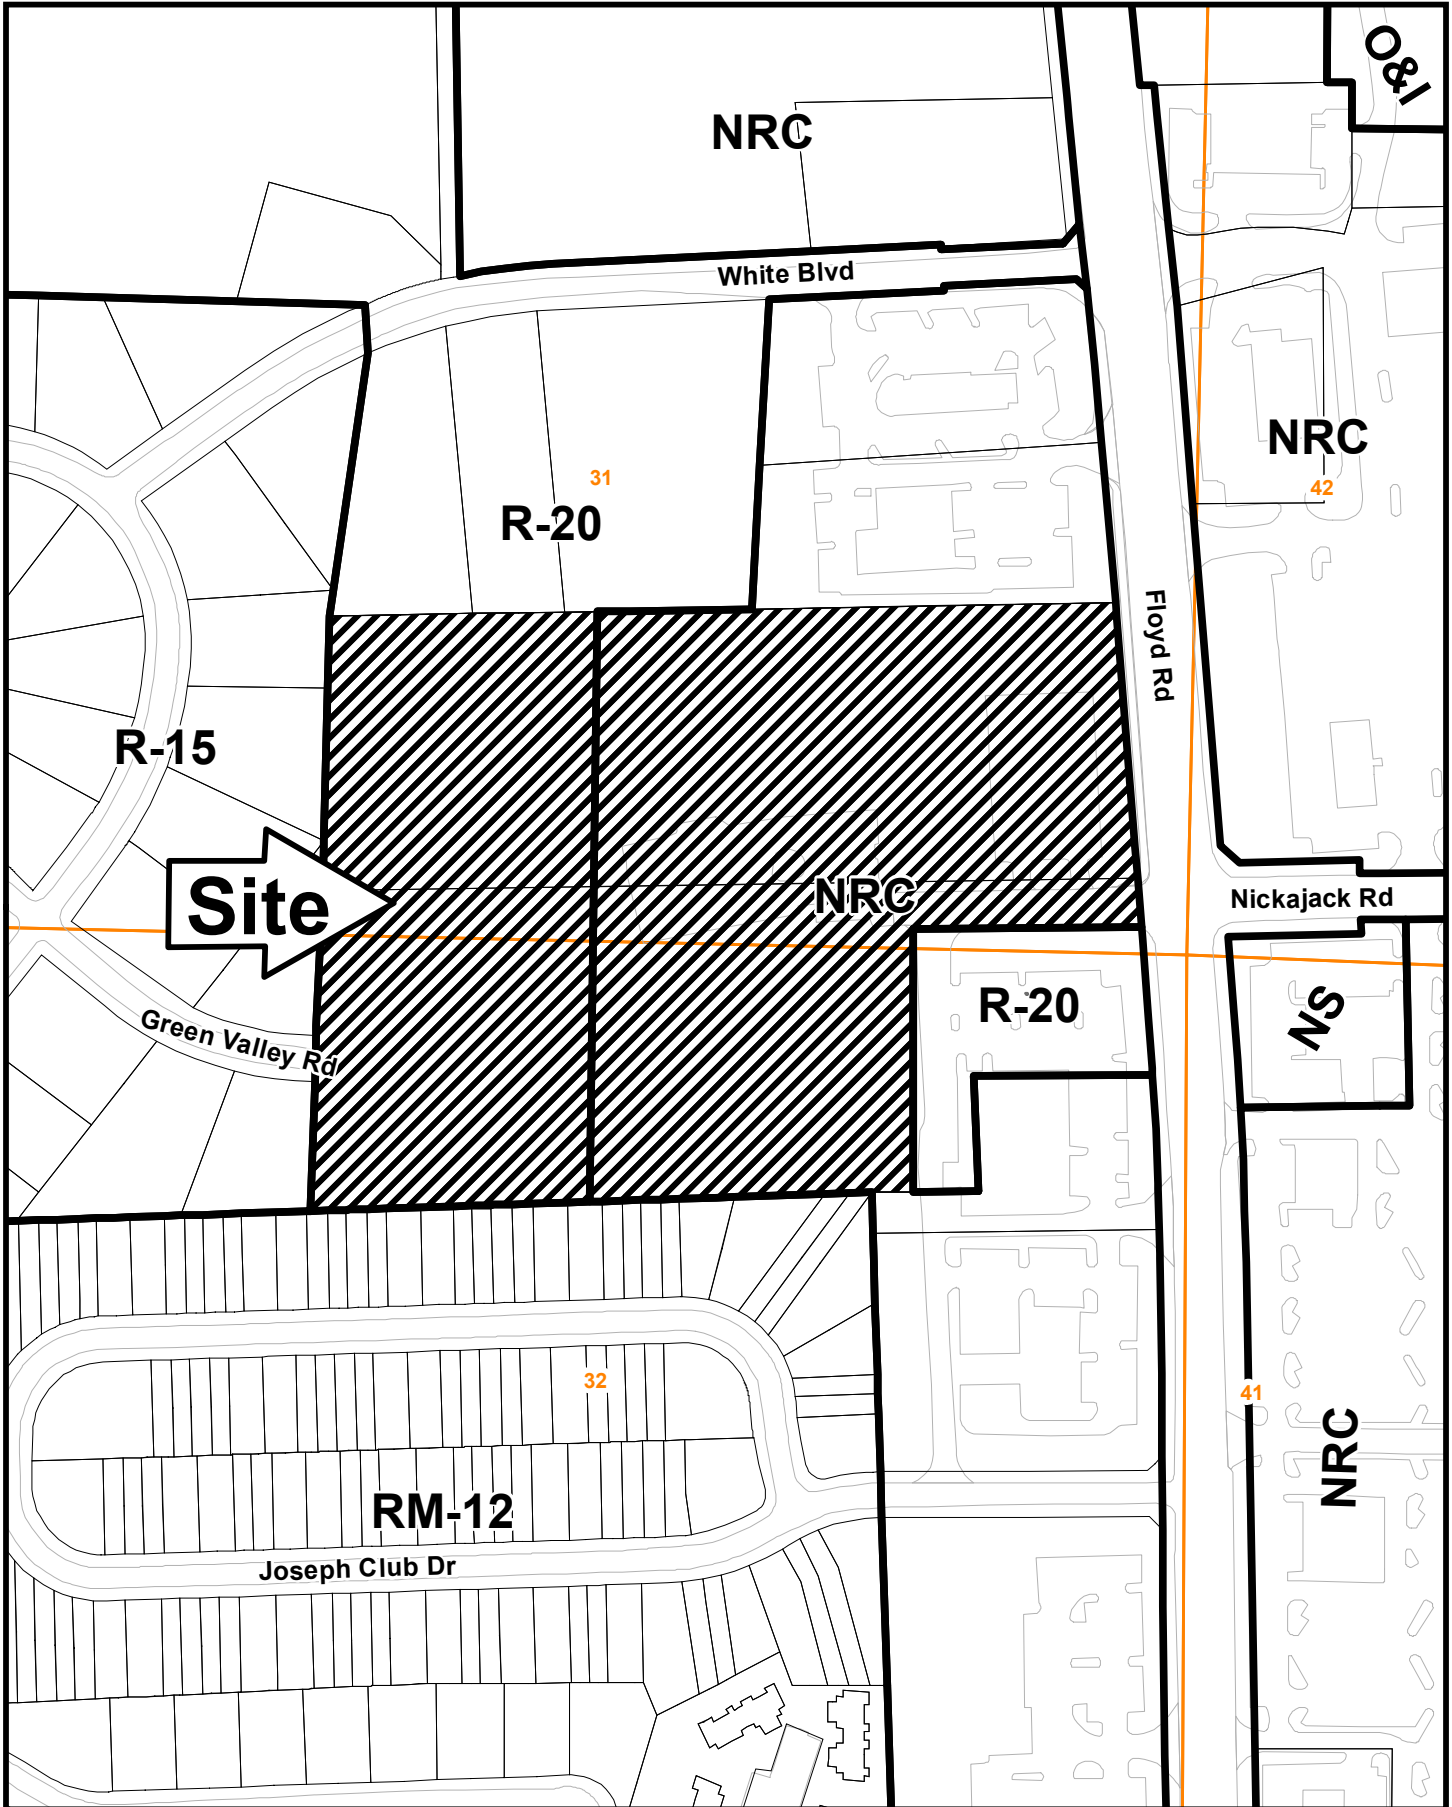 O&I
NRC
White Blvd
NRC
31
42
R-20
Floyd Rd
R-15
Site
NRC
Nickajack Rd
R-20
NS
Green Valley Rd
32
41
NRC
RM-12
Joseph Club Dr